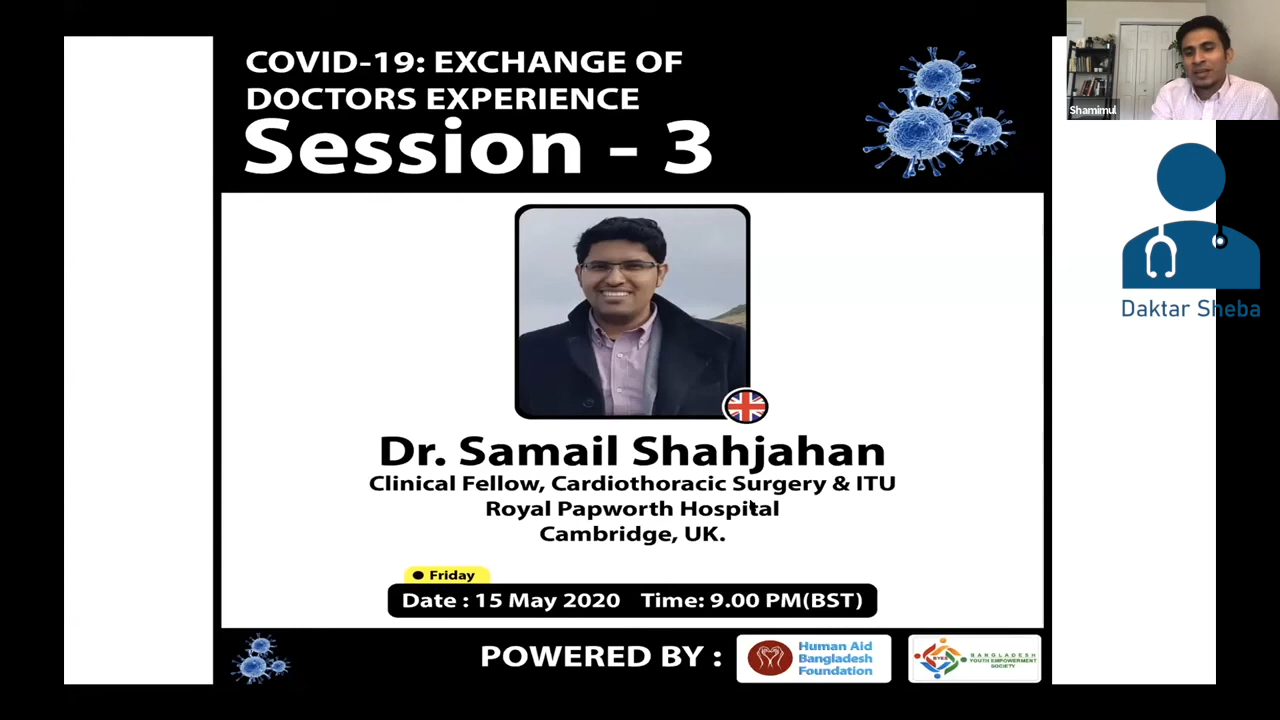 COVID-19: EXCHANGE OF
DOCTORS EXPERIENCE
Session - 3
Shamimul
Daktar Sheba
Dr. Samail Shahjahan
Clinical Fellow, Cardiothoracic Surgery & ITU
Royal Papworth Hospital
Cambridge, UK.
Friday
Date : 15 May 2020 Time: 9.00 PM(BST)
POWERED BY :
Human Aid
Bangladesh
Foundation
BYES
BANGLADESH
YOUTH EMPOWERMENT
SOCIETY